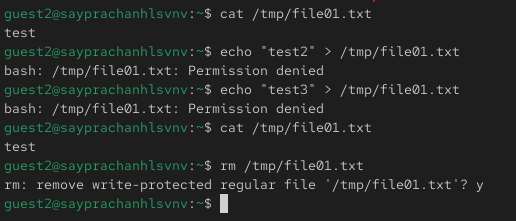 guest2@sayprachanhlsvnv:~$ cat /tmp/file01.txt
test
guest2@sayprachanhlsvnv:~$ echo "test2" > /tmp/file01.txt
bash: /tmp/file01.txt: Permission denied
guest2@sayprachanhlsvnv:~$ echo "test3" > /tmp/file01.txt
bash: /tmp/file01.txt: Permission denied
guest2@sayprachanhlsvnv:~$ cat /tmp/file01.txt
test
guest2@sayprachanhlsvnv:~$ rm /tmp/file01.txt
rm: remove write-protected regular file '/tmp/file01.txt'? y
guest2@sayprachanhlsvnv:~$